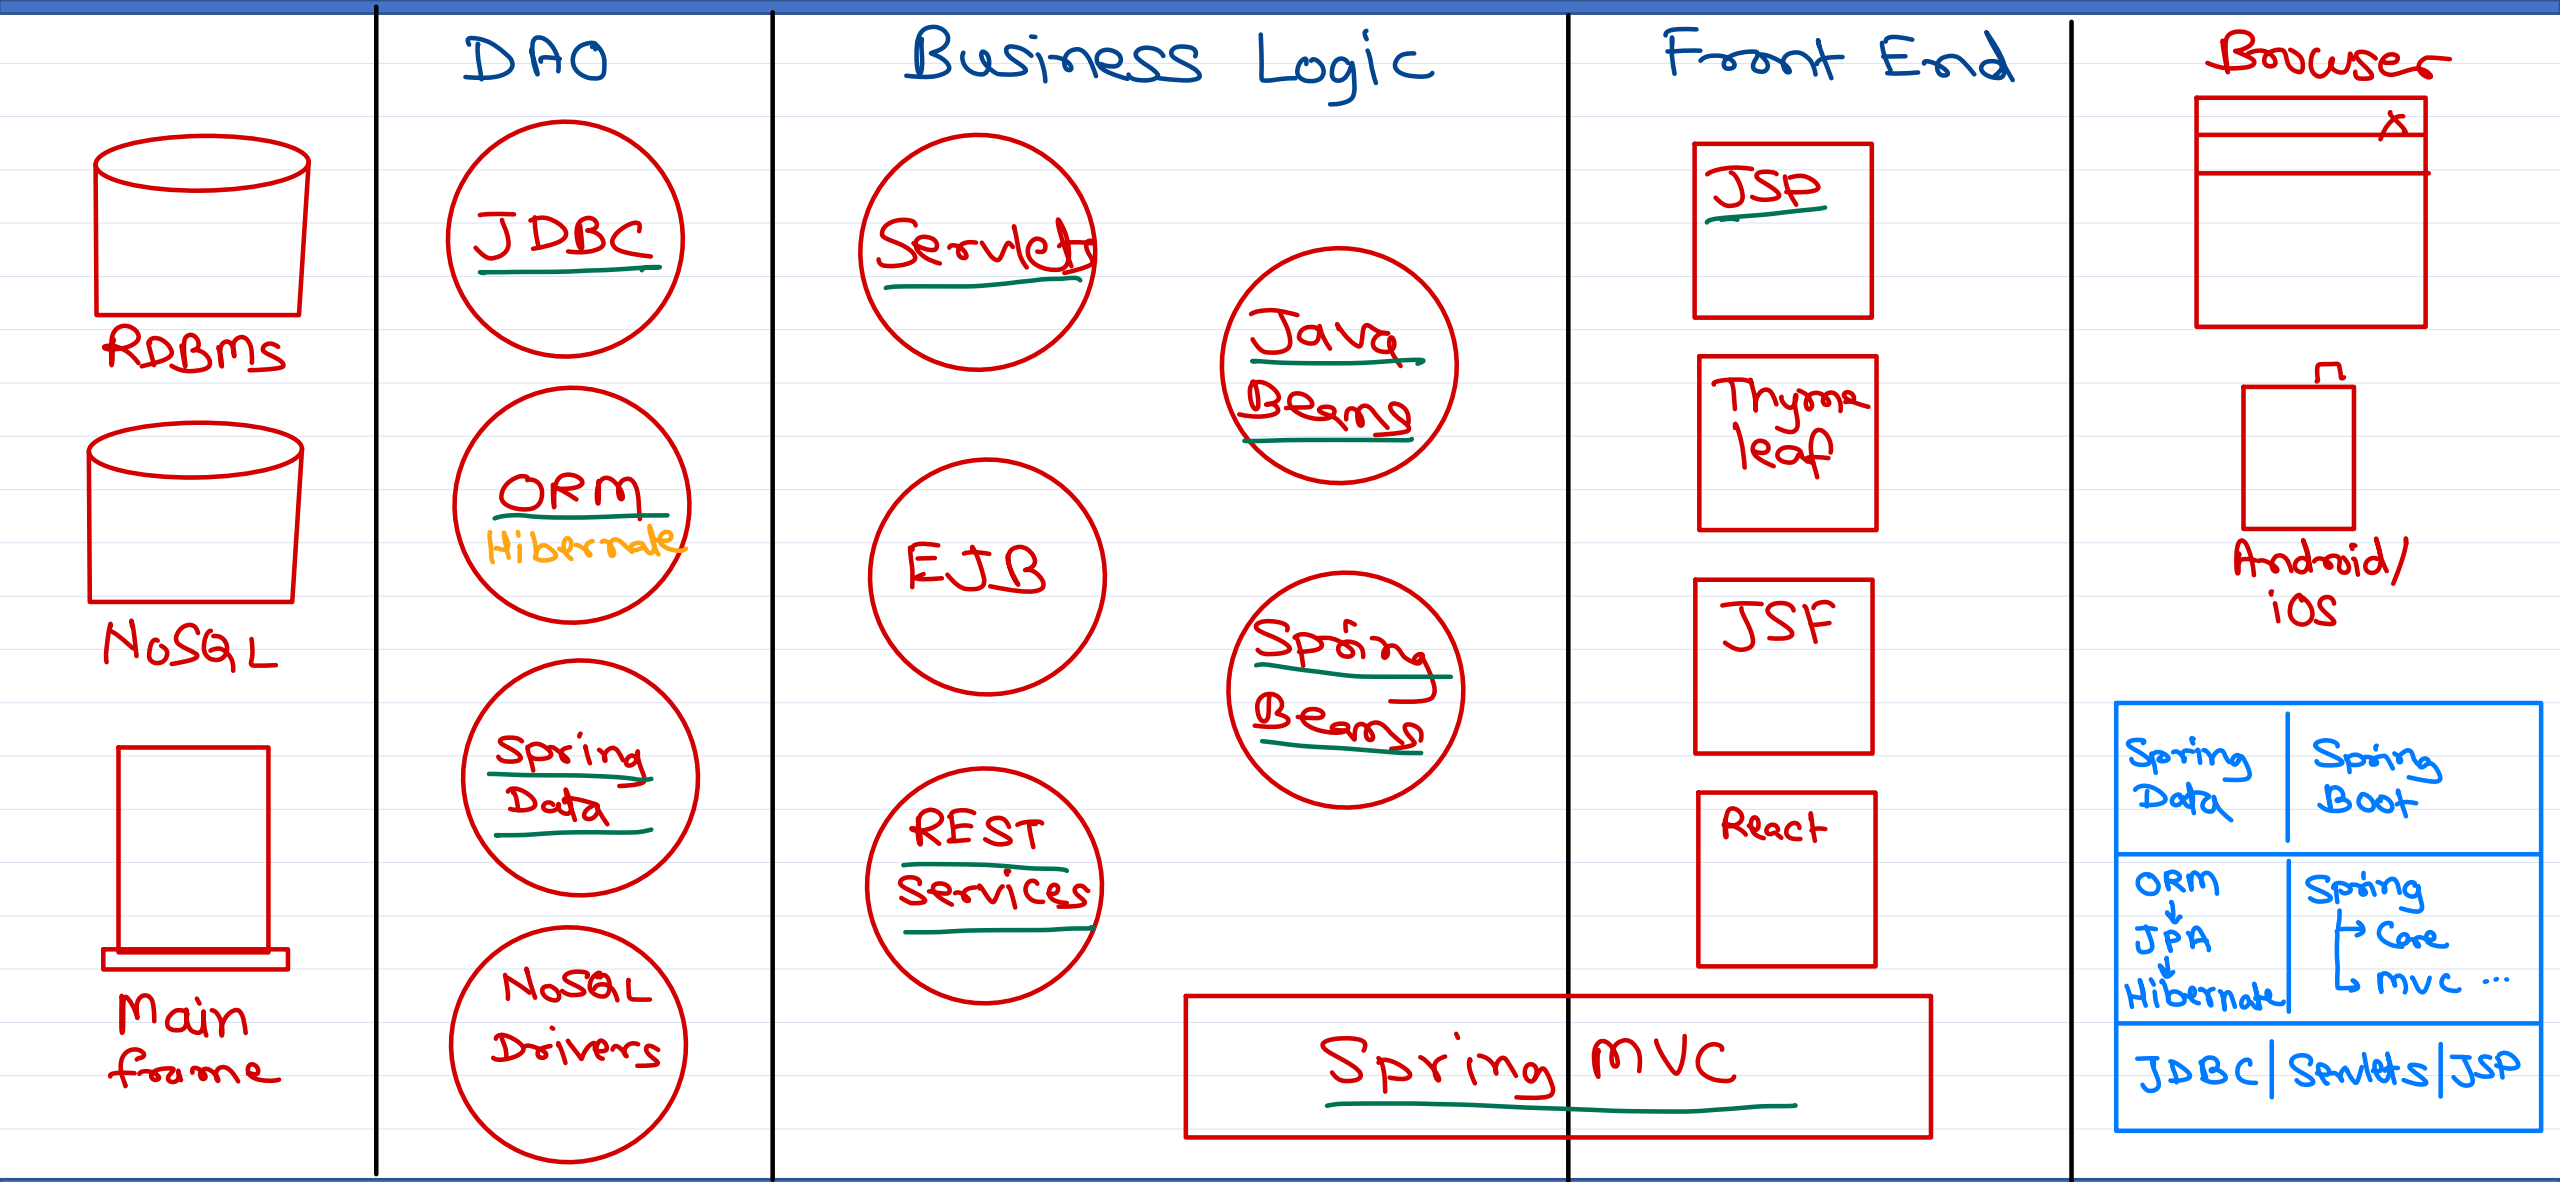 DAO
Business Logic
Front End
Browser
X
RDBMS
NoSQL
Main
frame
JDBC
ORM
Hibernate
Spring
Data
NoSQL
Drivers
Servlets
Java
Beans
EJB
Spring
Beans
REST
Services
JSP
Thyme
leaf
JSF
React
Spring MVC
Android/
iOS
Spring
Data
Spring
Boot
ORM
JPA
Hibernate
Spring
Core
MVC ...
JDBC | Servlets | JSP